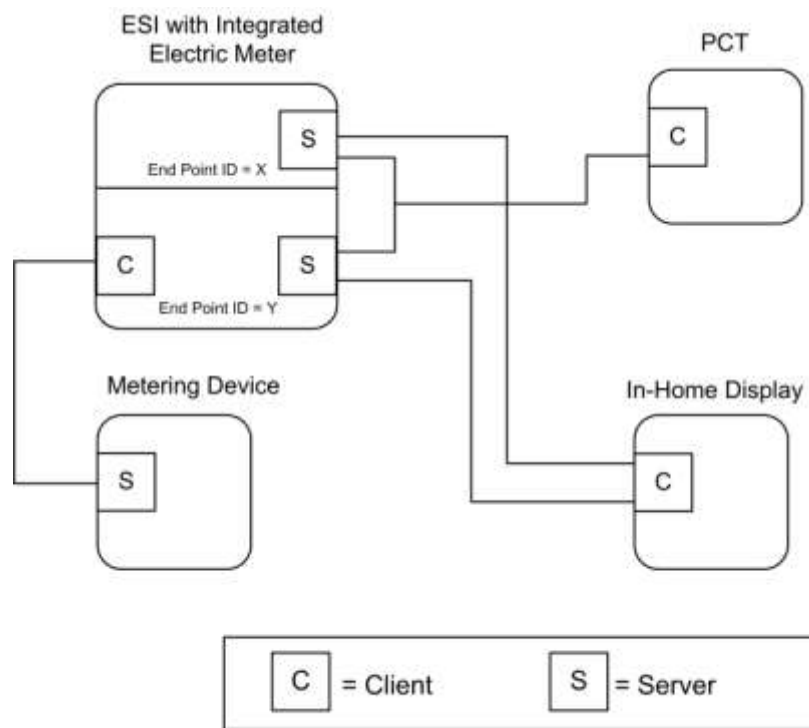 ESI with Integrated
Electric Meter
PCT
S
End Point ID = X
C
C
S
End Point ID = Y
Metering Device
In-Home Display
S
C
C = Client
S = Server